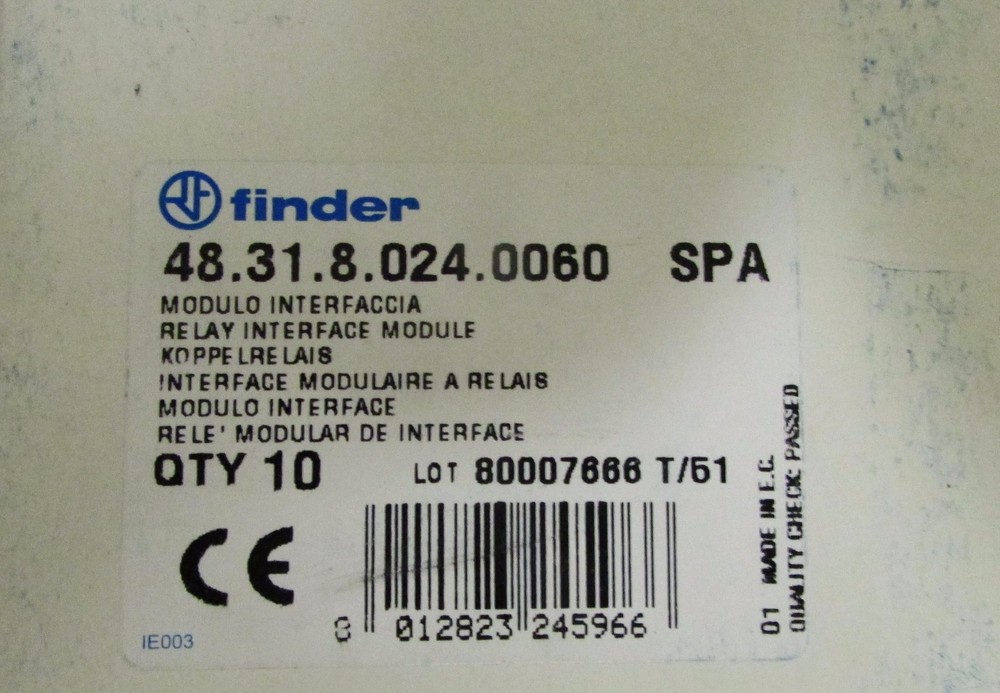 finder
48.31.8.024.0060 SPA
MODULO INTERFACCIA
RELAY INTERFACE MODULE
KOPPELRELAIS
INTERFACE MODULAIRE A RELAIS
MODULO INTERFACE
RELE' MODULAR DE INTERFACE
QTY 10 LOT 80007666 T/51
CE
8 012823 245966
IE003
01 MADE IN E.C.
QUALITY CHECK: PASSED